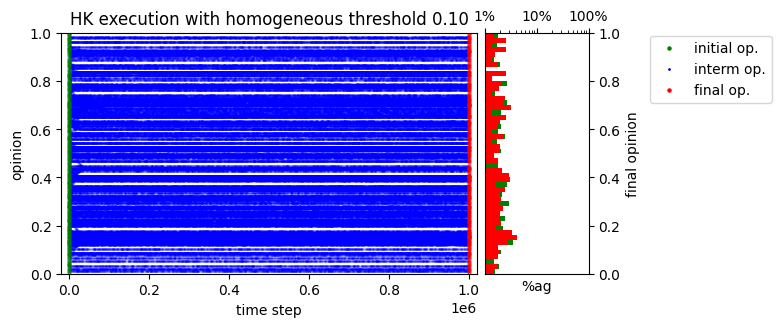 HK execution with homogeneous threshold 0.10
1% 10% 100%
1.0 1.0
0.8 0.8
0.6 0.6
0.4 0.4
0.2 0.2
0.0 0.0
opinion
final opinion
0.0 0.2 0.4 0.6 0.8 1.0
1e6
time step
%ag
initial op.
interm op.
final op.